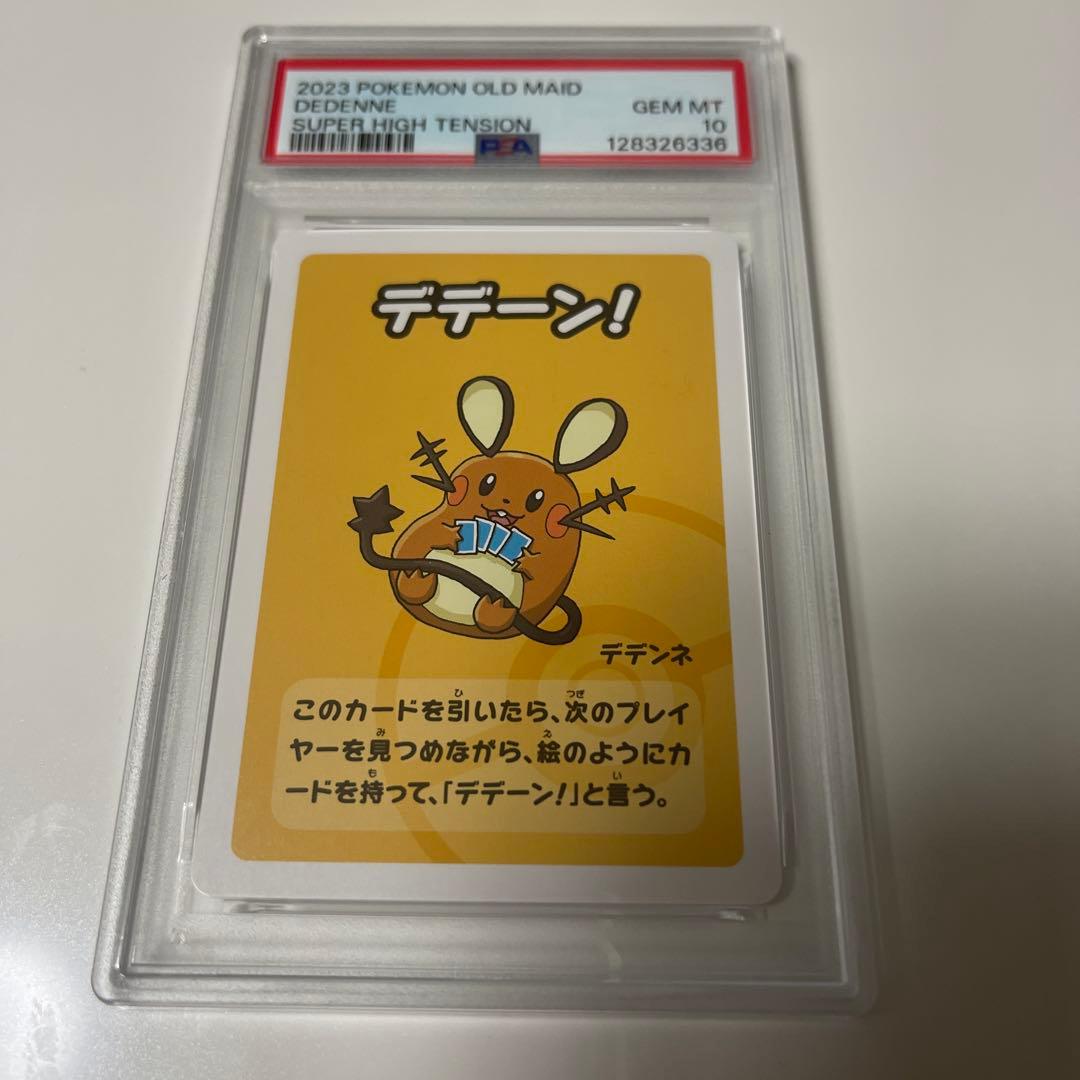 2023 POKEMON OLD MAID
DEDENNE GEM MT
SUPER HIGH TENSION 10
PSA 128326336
デデーン!
デデンネ
このカードを引いたら、次のプレイ
ヤーを見つめながら、絵のようにカ
ードを持って、「デデーン!」と言う。